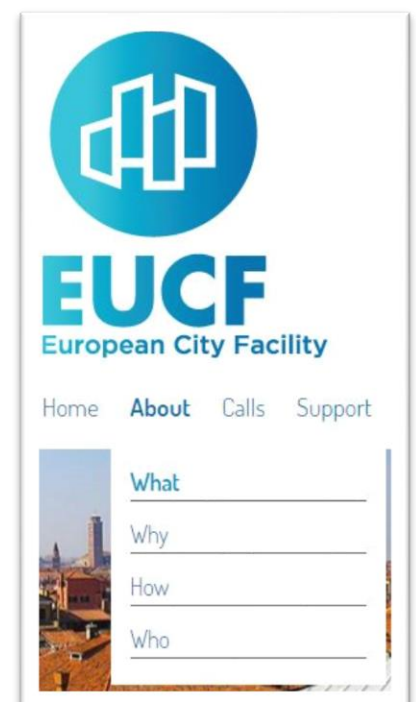 EUCF
European City Facility
Home About Calls Support
What
Why
How
Who